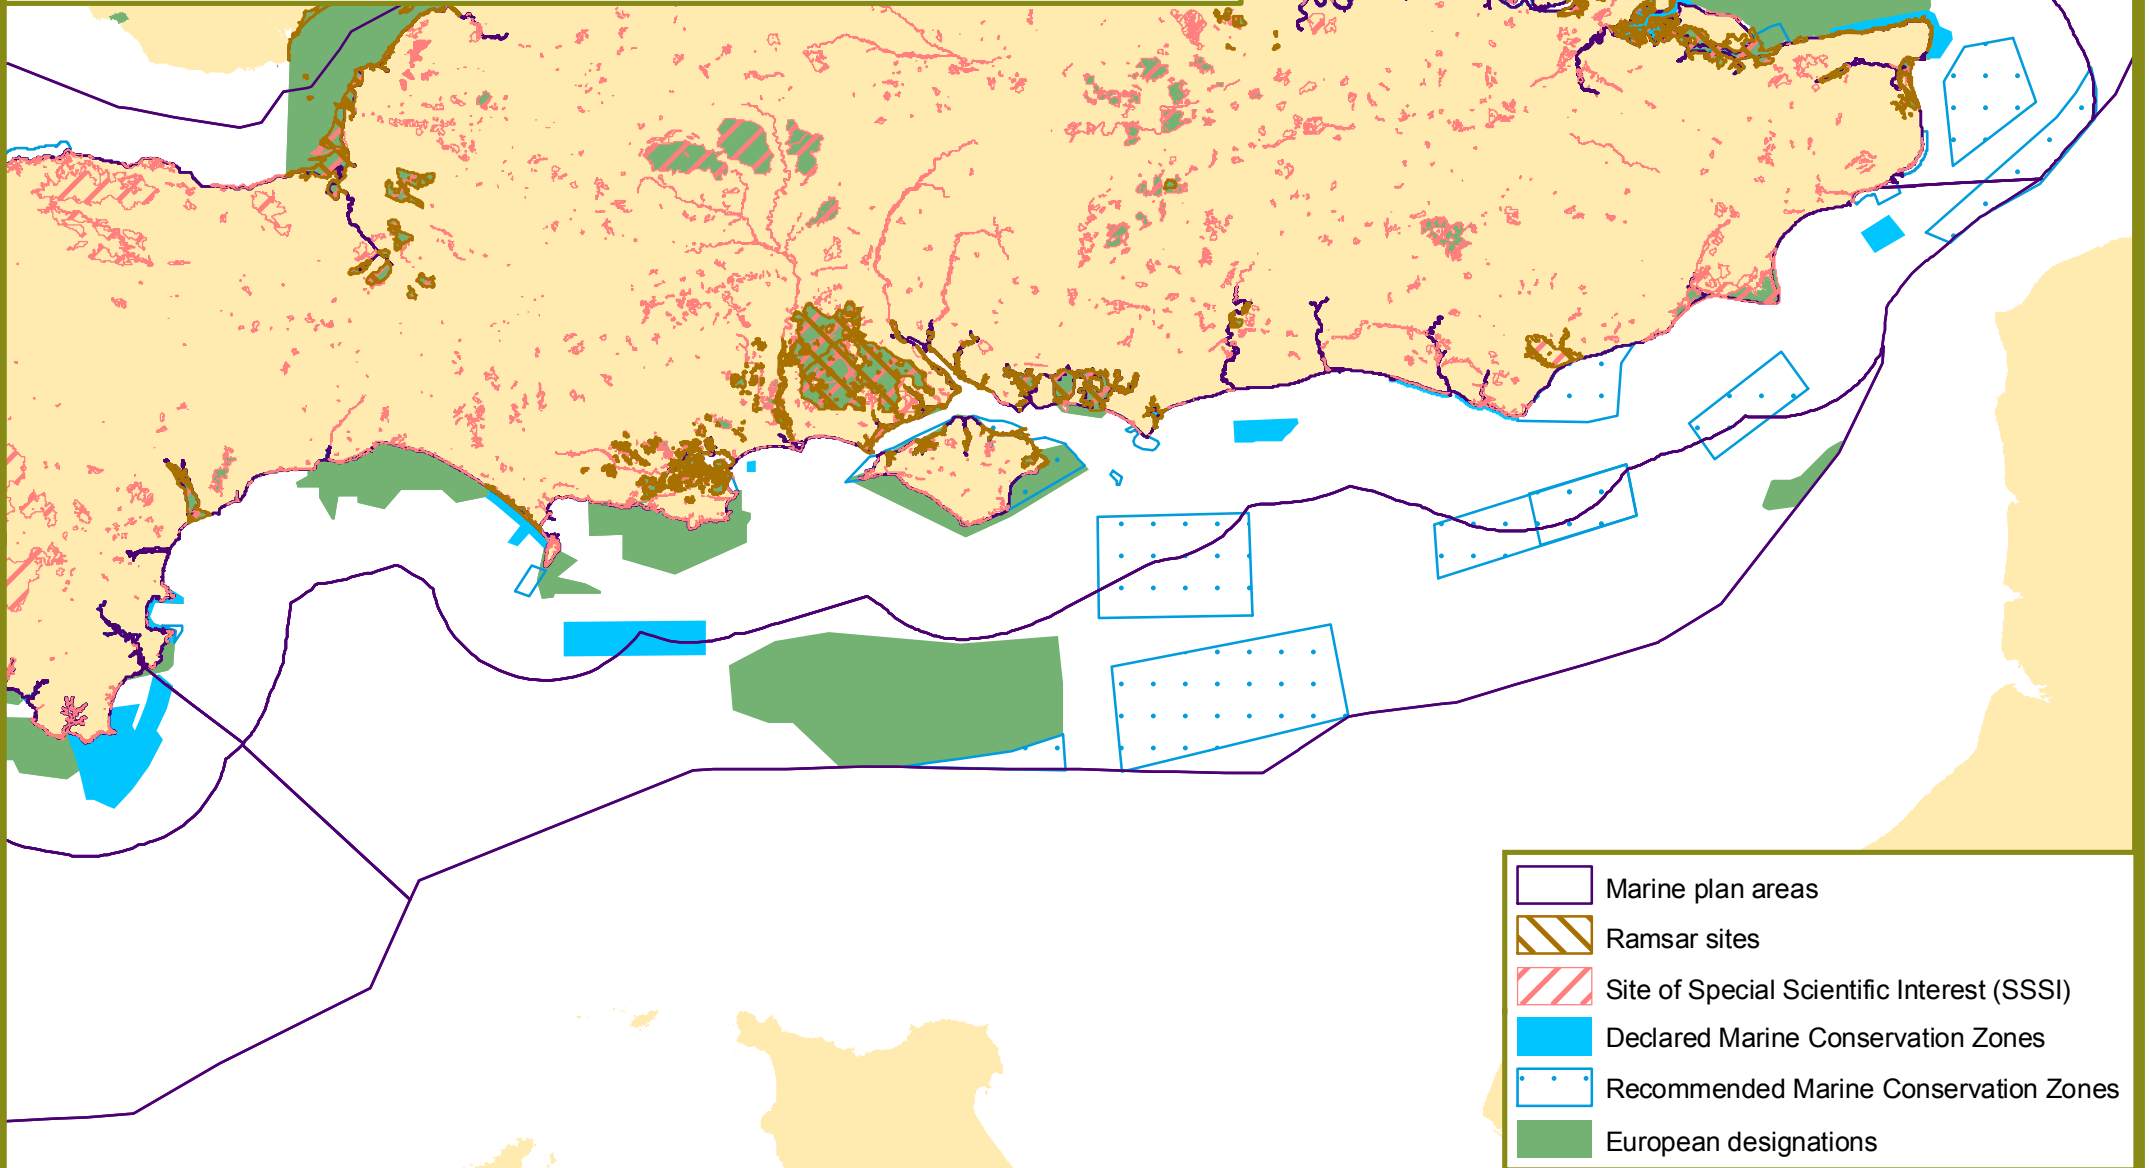 Marine plan areas
Ramsar sites
Site of Special Scientific Interest (SSSI)
Declared Marine Conservation Zones
Recommended Marine Conservation Zones
European designations